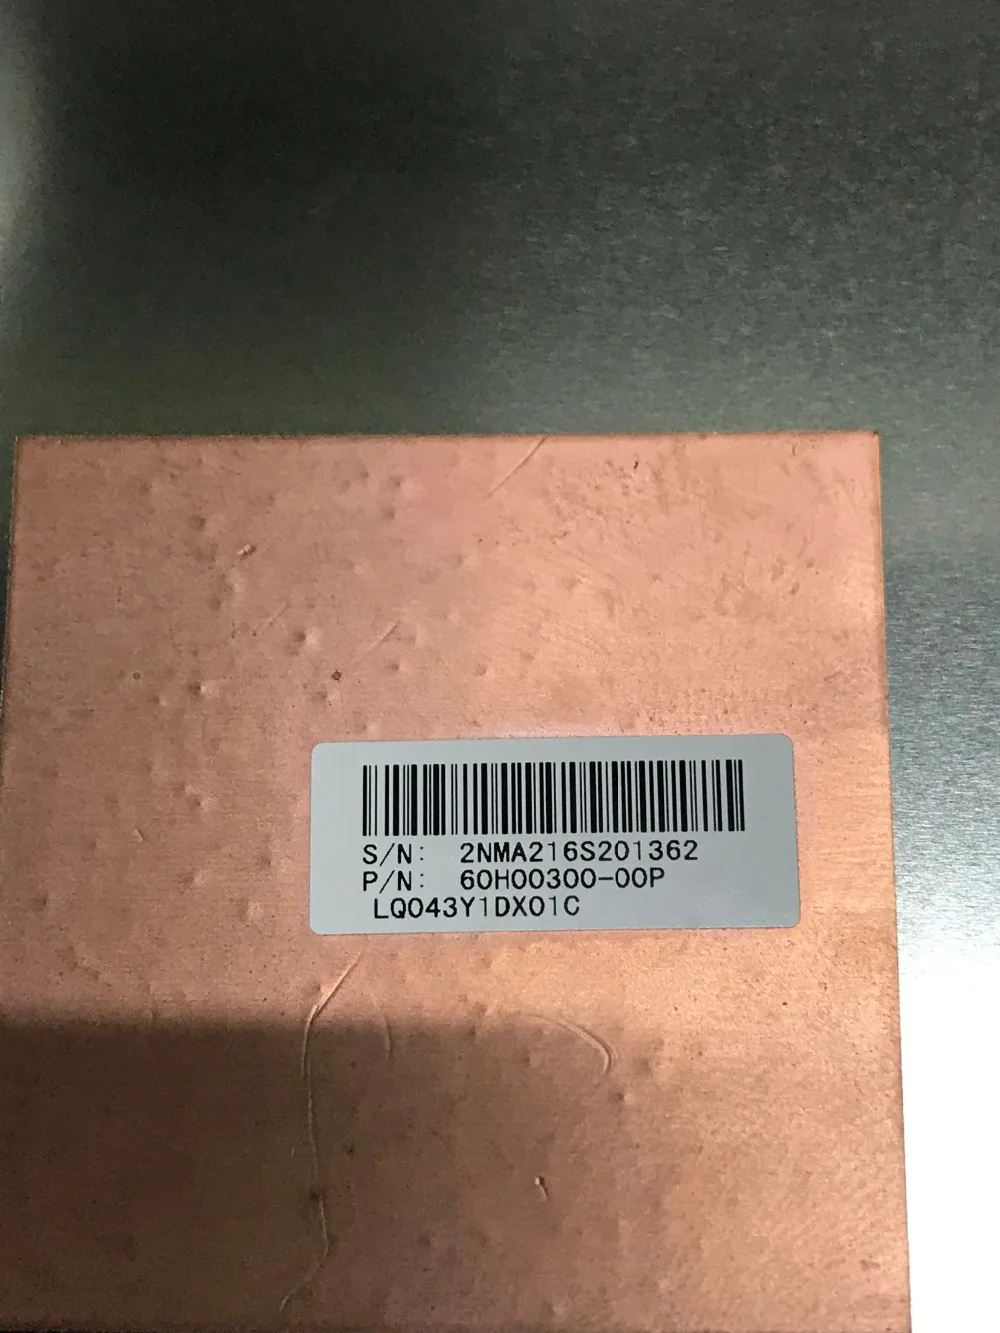 S/N: 2NMA216S201362
P/N: 60H00300-00P
LQ043Y1DX01C